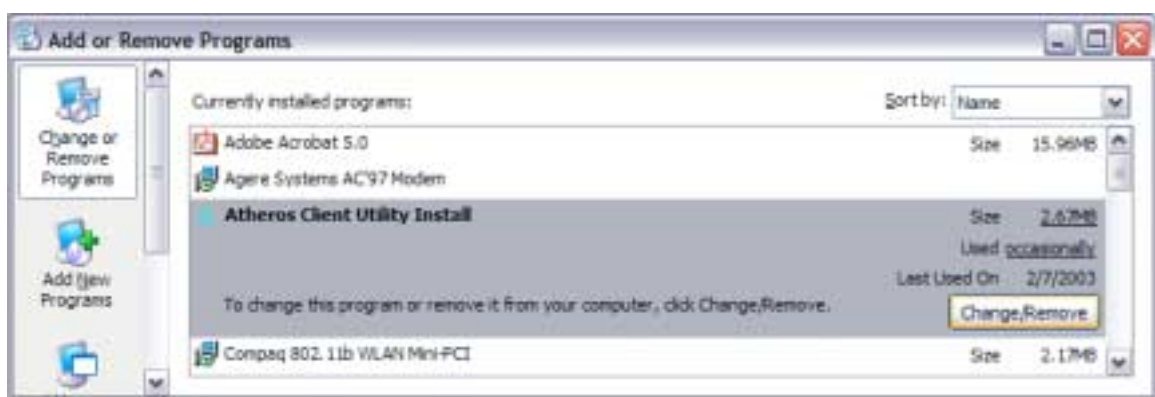 Add or Remove Programs
Change or
Remove
Programs
Add New
Programs
Currently installed programs:
Sort by: Name
Adobe Acrobat 5.0 Size 15.96MB
Agere Systems AC'97 Modem
Atheros Client Utility Install Size 2.67MB
Used occasionally
Last Used On 2/7/2003
To change this program or remove it from your computer, click Change/Remove.
Change/Remove
Compaq 802.11b WLAN Mini-PCI Size 2.17MB